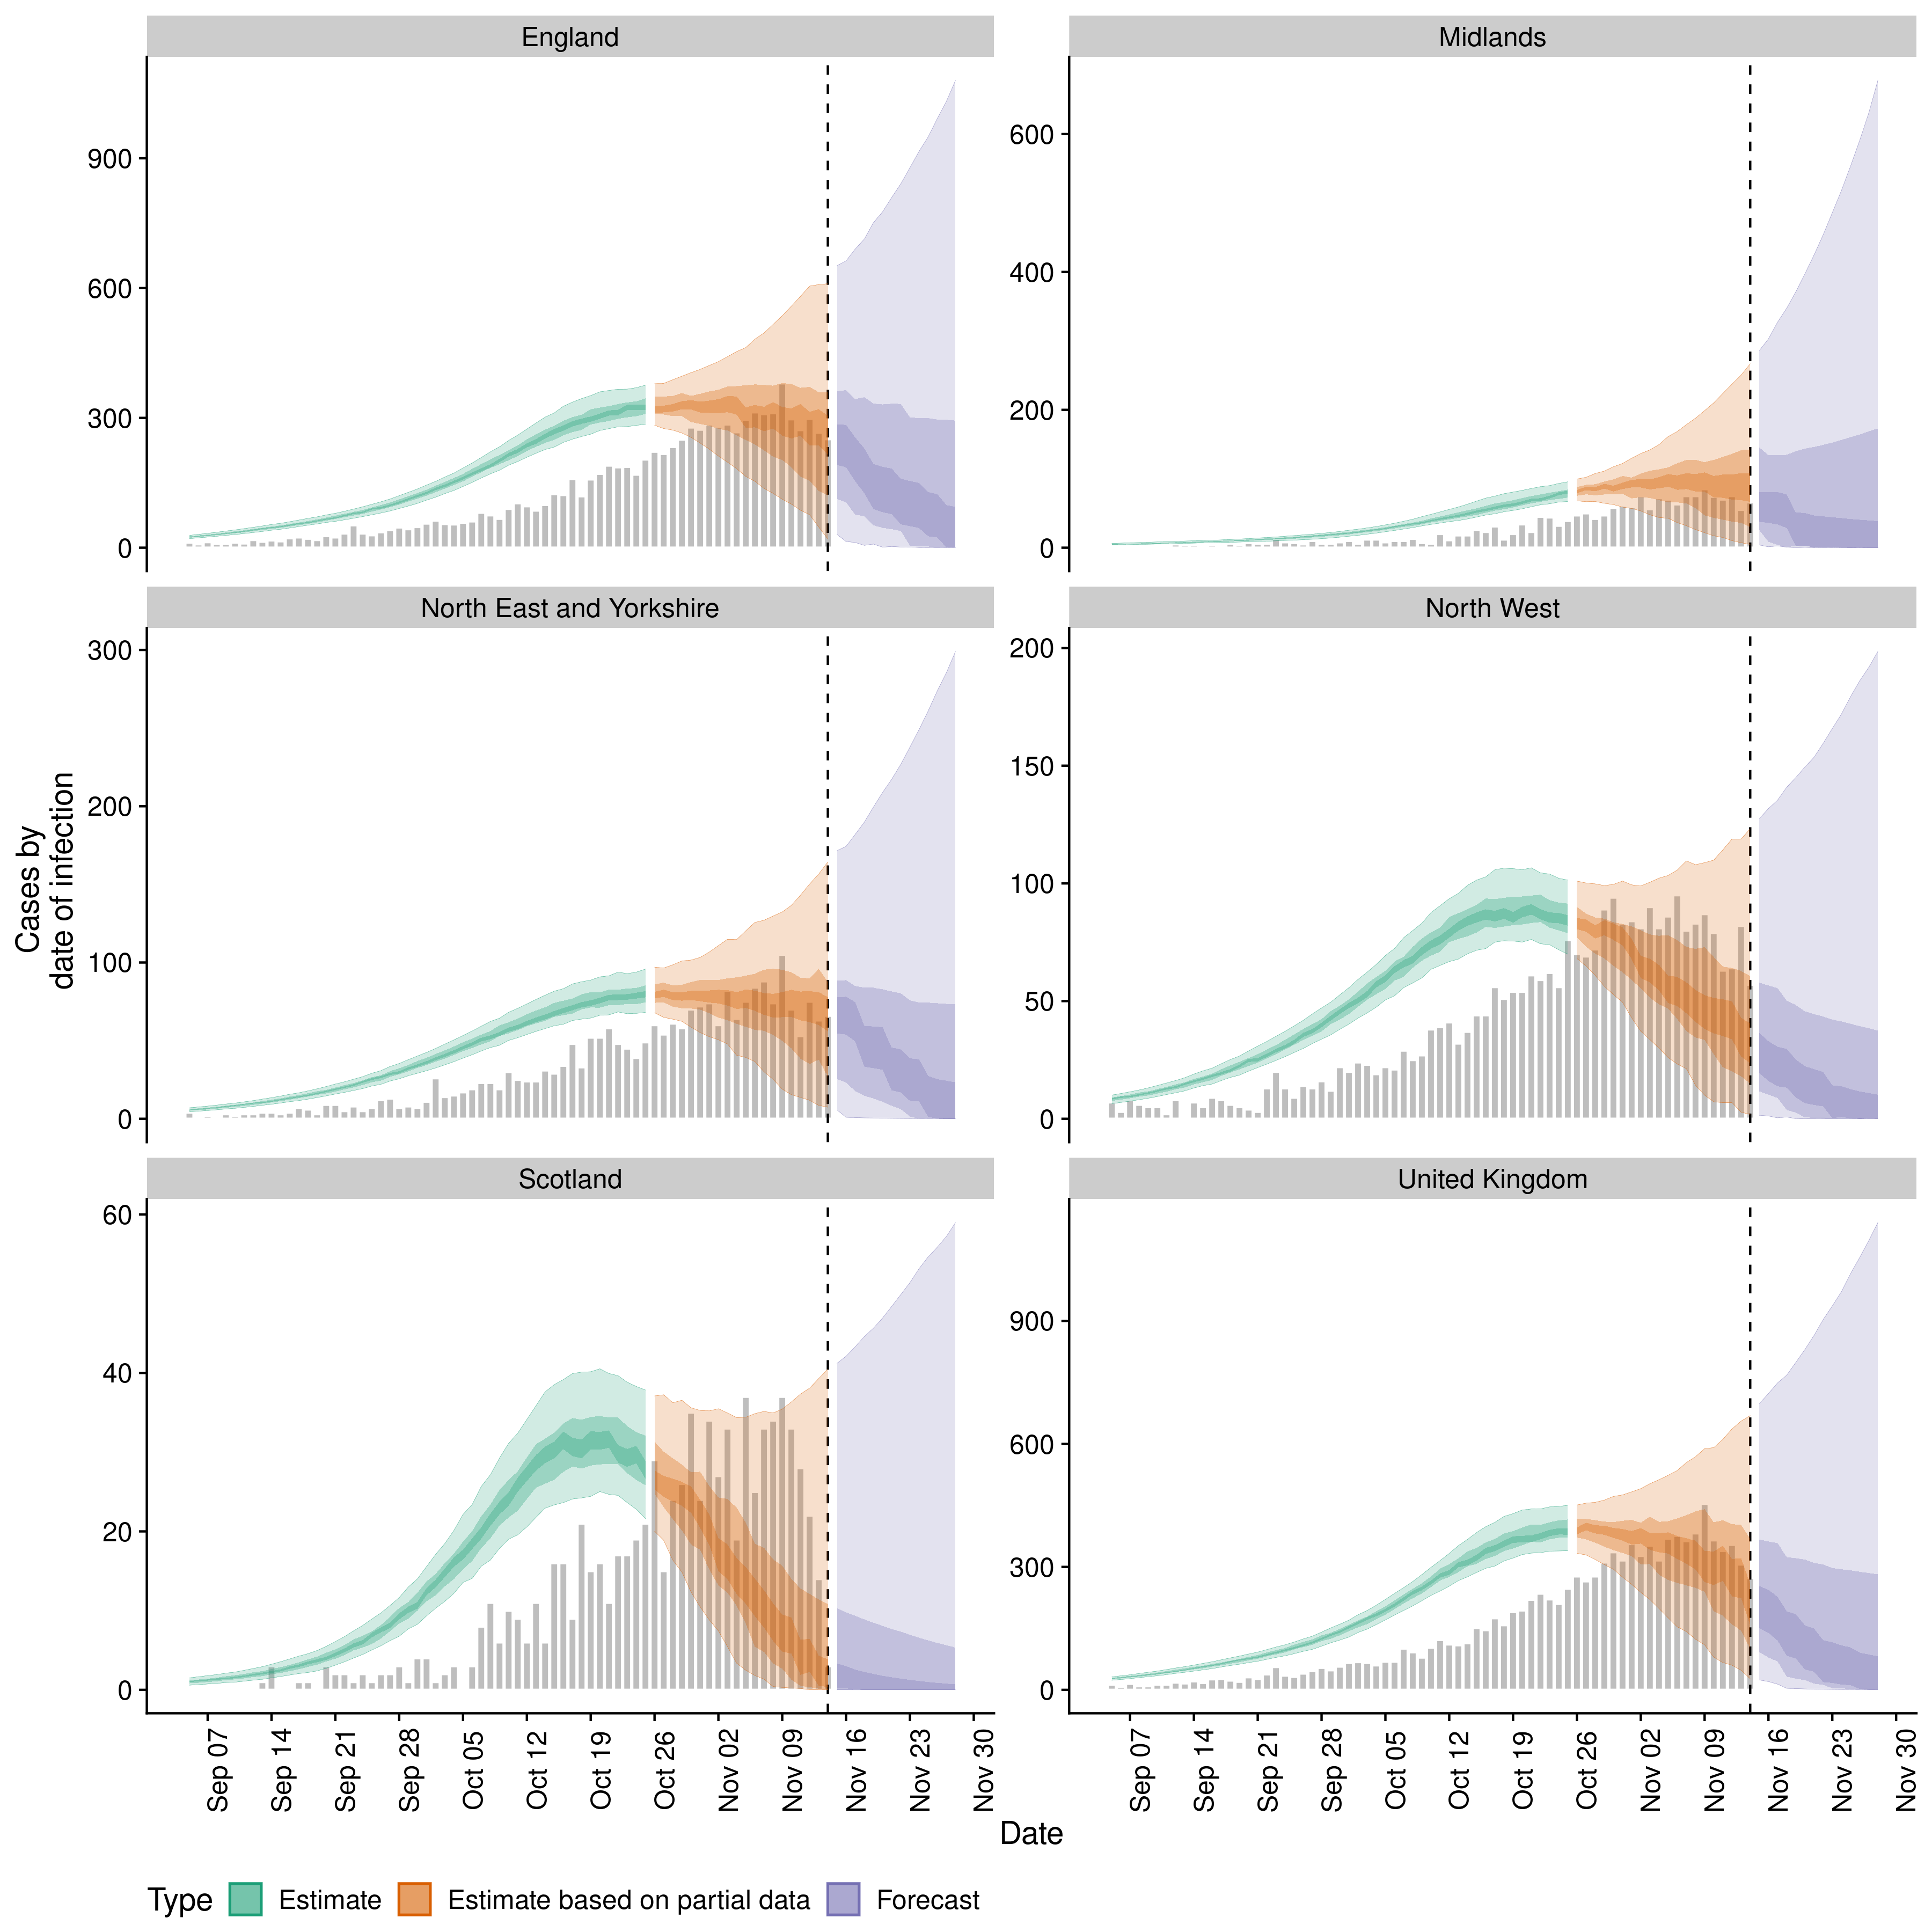 England
Midlands
900
600
300
0
600
400
200
0
North East and Yorkshire
North West
300
200
100
0
200
150
100
50
0
Cases by
date of infection
Scotland
United Kingdom
60
40
20
0
900
600
300
0
Sep 07
Sep 14
Sep 21
Sep 28
Oct 05
Oct 12
Oct 19
Oct 26
Nov 02
Nov 09
Nov 16
Nov 23
Nov 30
Sep 07
Sep 14
Sep 21
Sep 28
Oct 05
Oct 12
Oct 19
Oct 26
Nov 02
Nov 09
Nov 16
Nov 23
Nov 30
Date
Type Estimate Estimate based on partial data Forecast